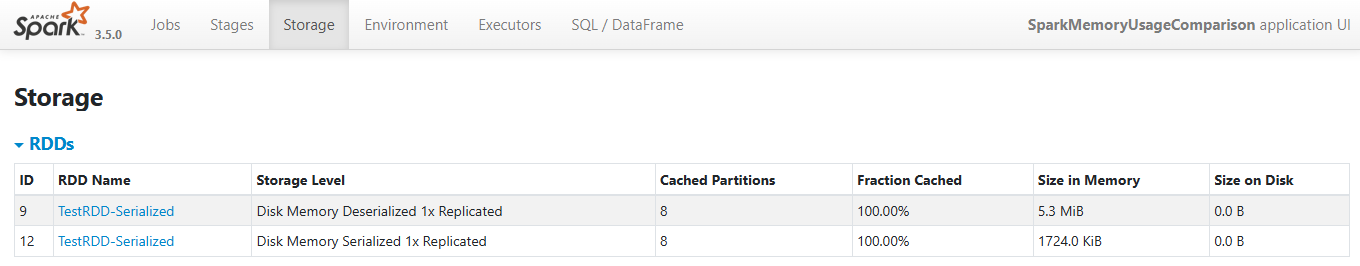 APACHE
Spark 3.5.0 Jobs Stages Storage Environment Executors SQL / DataFrame SparkMemoryUsageComparison application UI
Storage
RDDs
ID RDD Name Storage Level Cached Partitions Fraction Cached Size in Memory Size on Disk
9 TestRDD-Serialized Disk Memory Deserialized 1x Replicated 8 100.00% 5.3 MiB 0.0 B
12 TestRDD-Serialized Disk Memory Serialized 1x Replicated 8 100.00% 1724.0 KiB 0.0 B